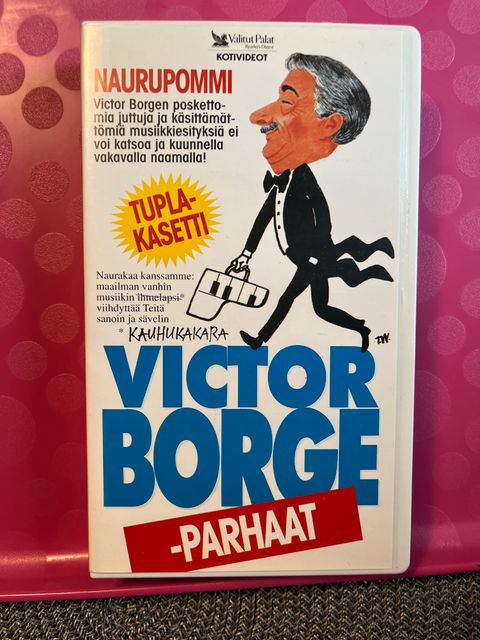 Valitut Palat
Reader's Digest
KOTIVIDEOT
NAURUPOMMI
Victor Borgen posketto-
mia juttuja ja käsittämät-
tömiä musiikkiesityksiä ei
voi katsoa ja kuunnella
vakavalla naamalla!
TUPLA-
KASETTI
Naurakaa kanssamme:
maailman vanhin
musiikin ihmelapsi*
viihdyttää Teitä
sanoin ja sävelin
* KAUHUKAKARA
T.W.
VICTOR
BORGE
-PARHAAT